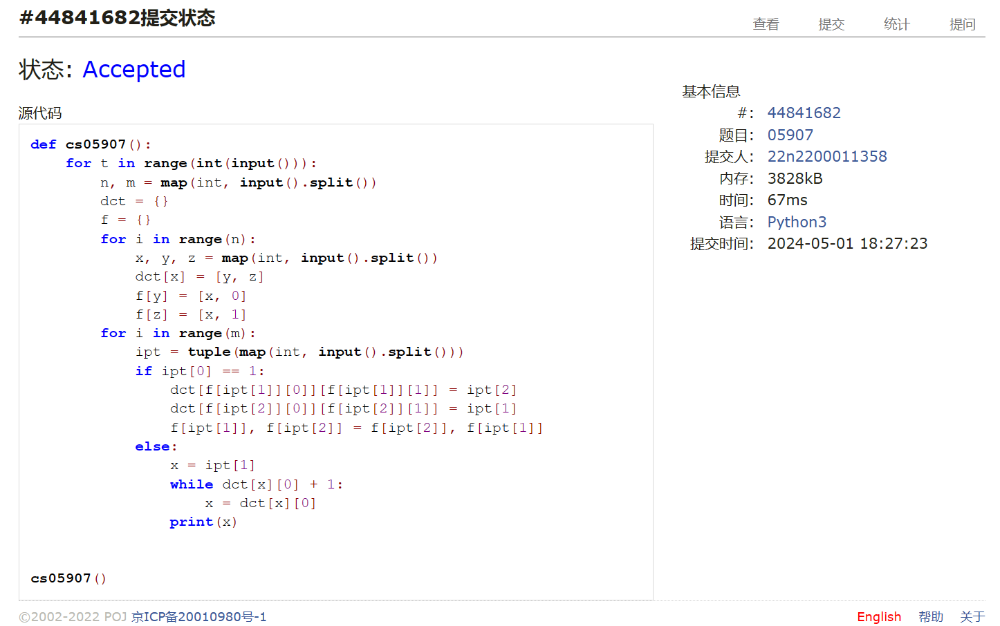 #44841682提交状态
查看 提交 统计 提问
状态: Accepted
源代码
def cs05907():
    for t in range(int(input())):
        n, m = map(int, input().split())
        dct = {}
        f = {}
        for i in range(n):
            x, y, z = map(int, input().split())
            dct[x] = [y, z]
            f[y] = [x, 0]
            f[z] = [x, 1]
        for i in range(m):
            ipt = tuple(map(int, input().split()))
            if ipt[0] == 1:
                dct[f[ipt[1]][0]][f[ipt[1]][1]] = ipt[2]
                dct[f[ipt[2]][0]][f[ipt[2]][1]] = ipt[1]
                f[ipt[1]], f[ipt[2]] = f[ipt[2]], f[ipt[1]]
            else:
                x = ipt[1]
                while dct[x][0] + 1:
                    x = dct[x][0]
                print(x)
cs05907()
基本信息
#: 44841682
题目: 05907
提交人: 22n2200011358
内存: 3828kB
时间: 67ms
语言: Python3
提交时间: 2024-05-01 18:27:23
©2002-2022 POJ 京ICP备20010980号-1
English 帮助 关于